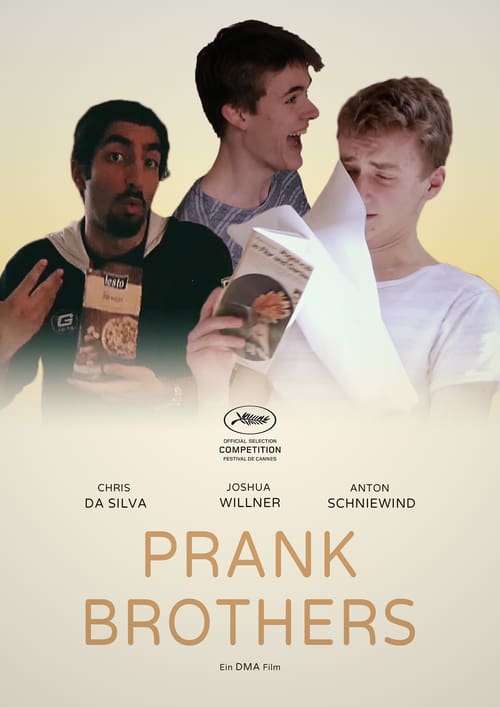 OFFICIAL SELECTION
COMPETITION
FESTIVAL DE CANNES
CHRIS
DA SILVA
JOSHUA
WILLNER
ANTON
SCHNIEWIND
PRANK
BROTHERS
Ein DMA Film